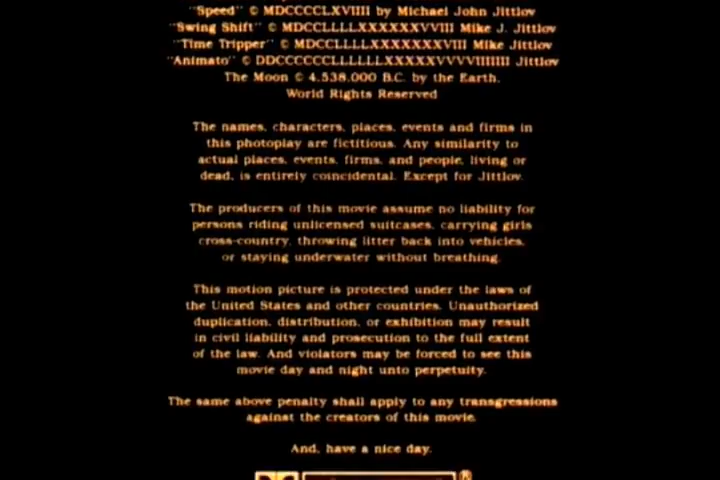 "Speed" © MDCCCCLXVIIII by Michael John Jittlov
"Swing Shift" © MDCCLLLLXXXXXXVVIII Mike J. Jittlov
"Time Tripper" © MDCCLLLLXXXXXXXVIII Mike Jittlov
"Animato" © DDCCCCCCLLLLLLXXXXXVVVVIIIIIII Jittlov
The Moon © 4,538,000 B.C. by the Earth.
World Rights Reserved
The names, characters, places, events and firms in
this photoplay are fictitious. Any similarity to
actual places, events, firms, and people, living or
dead, is entirely coincidental. Except for Jittlov.
The producers of this movie assume no liability for
persons riding unlicensed suitcases, carrying girls
cross-country, throwing litter back into vehicles,
or staying underwater without breathing.
This motion picture is protected under the laws of
the United States and other countries. Unauthorized
duplication, distribution, or exhibition may result
in civil liability and prosecution to the full extent
of the law. And violators may be forced to see this
movie day and night unto perpetuity.
The same above penalty shall apply to any transgressions
against the creators of this movie.
And, have a nice day.
®